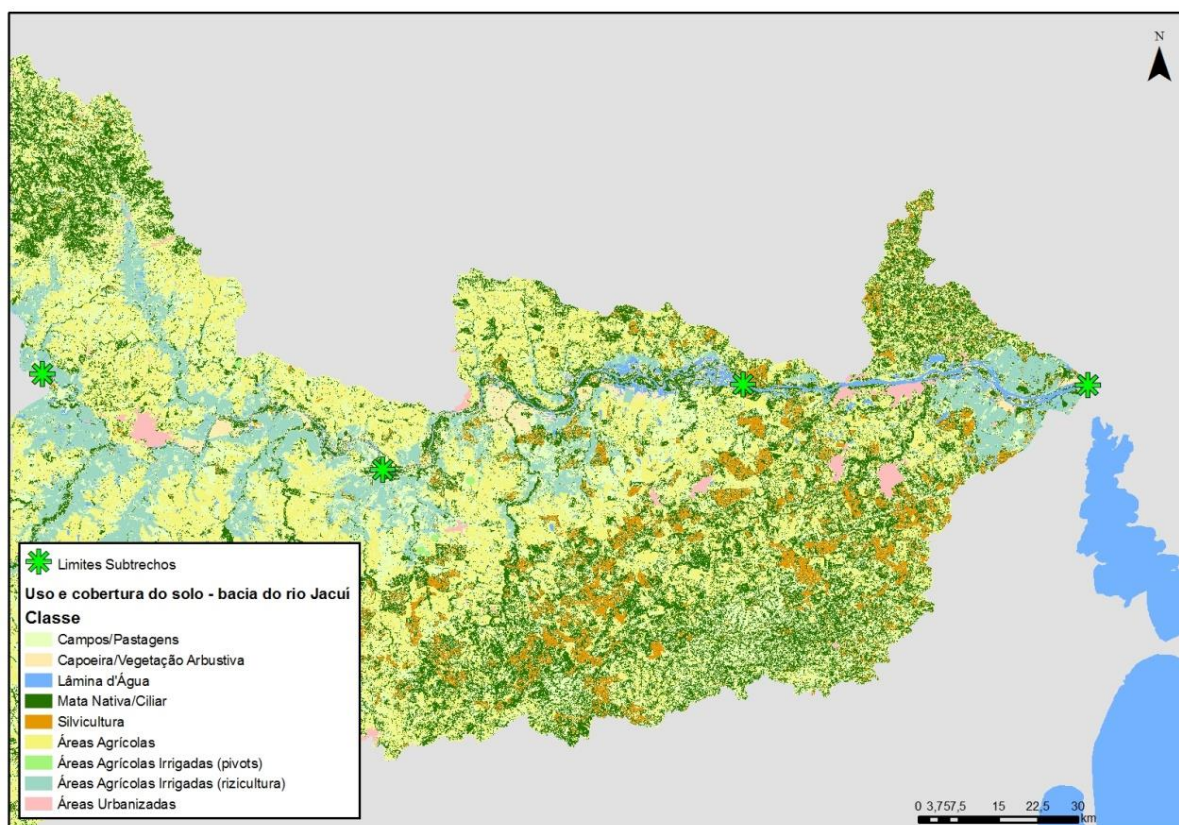 N
Limites Subtrechos
Uso e cobertura do solo - bacia do rio Jacuí
Classe
Campos/Pastagens
Capoeira/Vegetação Arbustiva
Lâmina d'Água
Mata Nativa/Ciliar
Silvicultura
Áreas Agrícolas
Áreas Agrícolas Irrigadas (pivots)
Áreas Agrícolas Irrigadas (rizicultura)
Áreas Urbanizadas
0 3,757,5 15 22,5 30
km